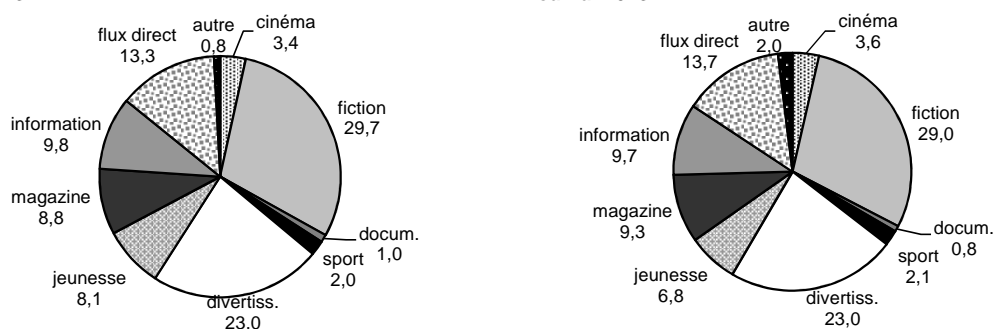 autre
0,8
cinéma
3,4
flux direct
13,3
fiction
29,7
information
9,8
magazine
8,8
docum.
1,0
sport
2,0
jeunesse
8,1
divertiss.
23,0
autre
2,0
cinéma
3,6
flux direct
13,7
fiction
29,0
information
9,7
magazine
9,3
docum.
0,8
sport
2,1
jeunesse
6,8
divertiss.
23,0